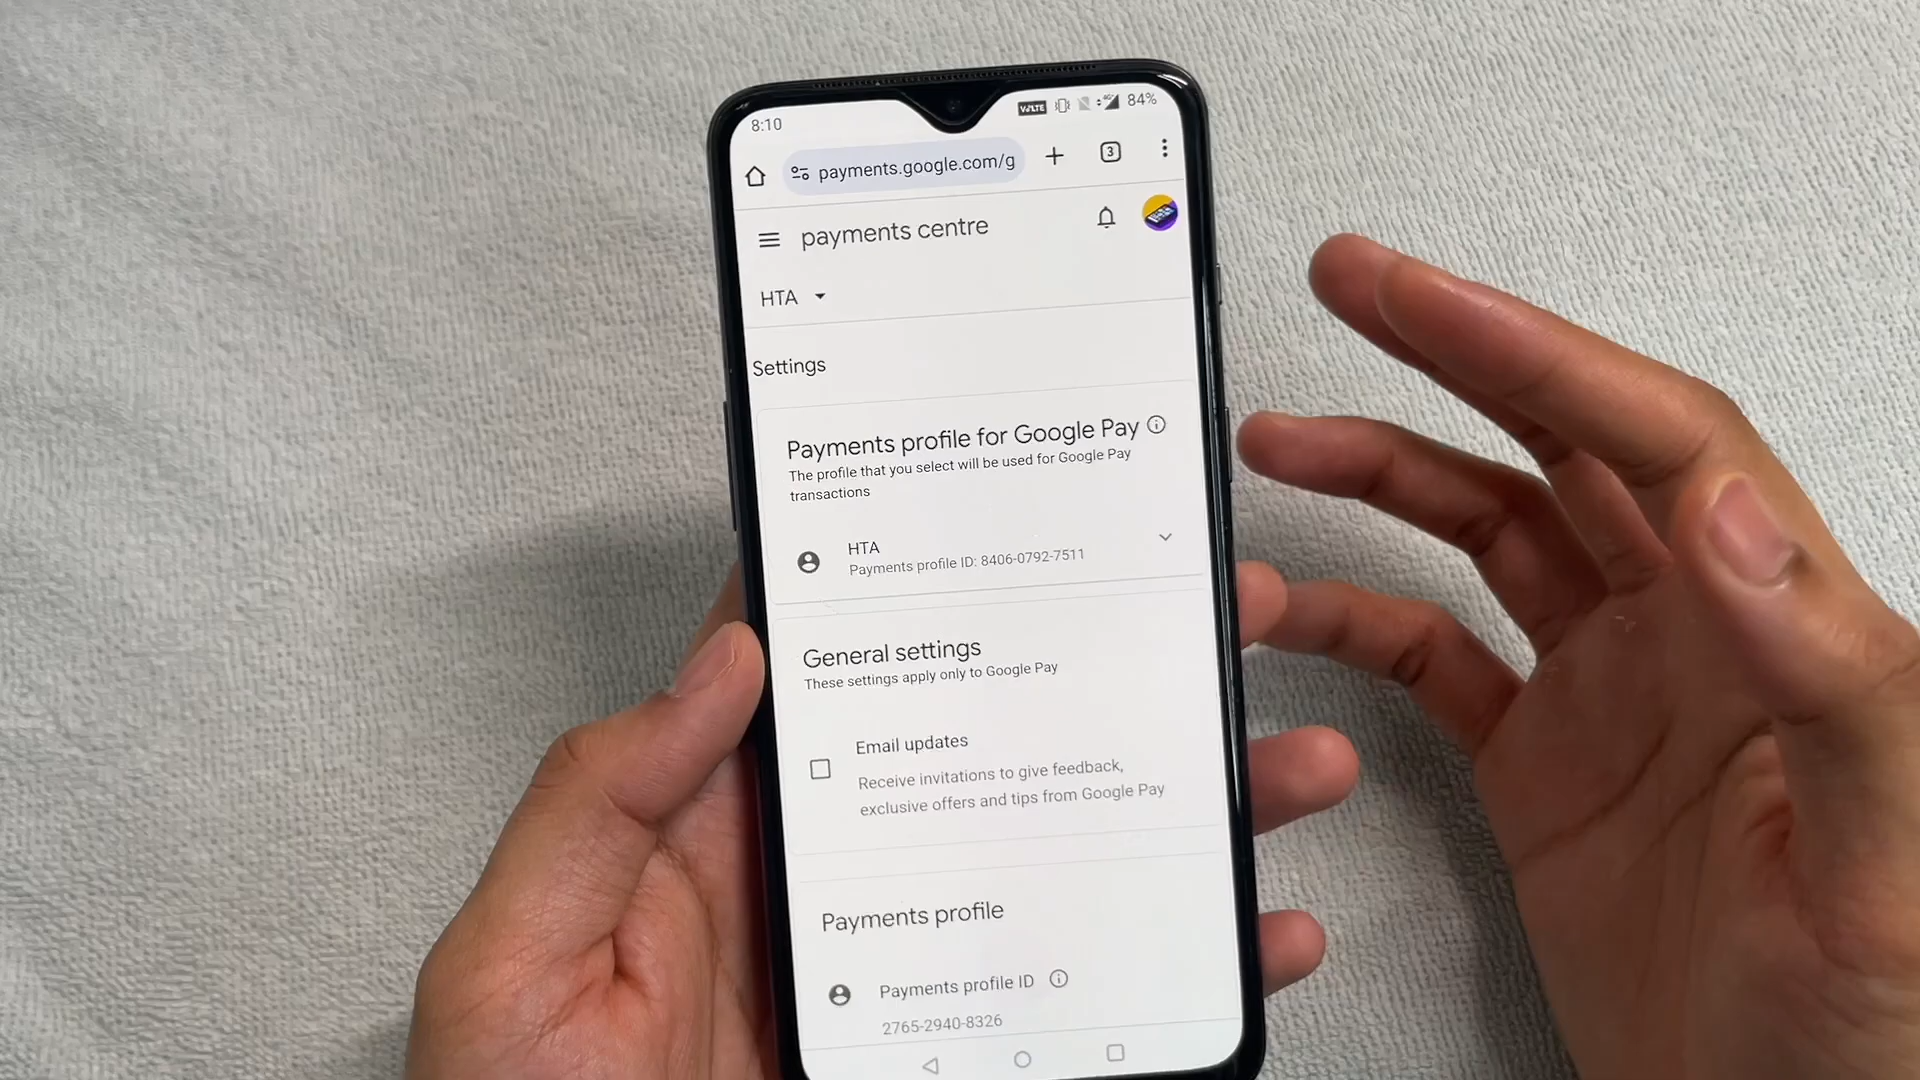 8:10
VoLTE
84%
payments.google.com/g
3
payments centre
HTA
Settings
Payments profile for Google Pay
The profile that you select will be used for Google Pay
transactions
HTA
Payments profile ID: 8406-0792-7511
General settings
These settings apply only to Google Pay
Email updates
Receive invitations to give feedback,
exclusive offers and tips from Google Pay
Payments profile
Payments profile ID
2765-2940-8326